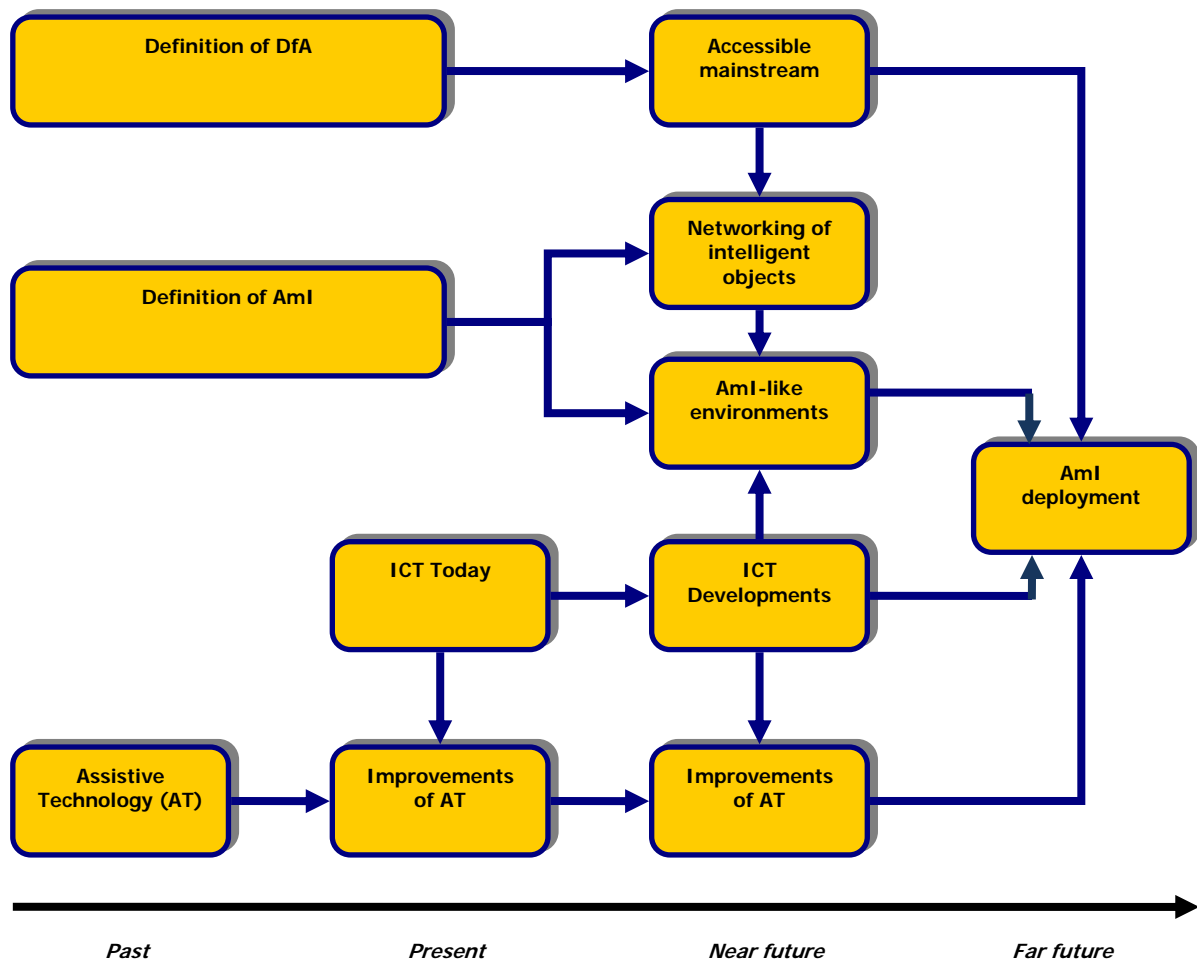 Definition of DfA
Accessible
mainstream
Networking of
intelligent
objects
Definition of AmI
AmI-like
environments
AmI
deployment
ICT Today
ICT
Developments
Assistive
Technology (AT)
Improvements
of AT
Improvements
of AT
Past
Present
Near future
Far future